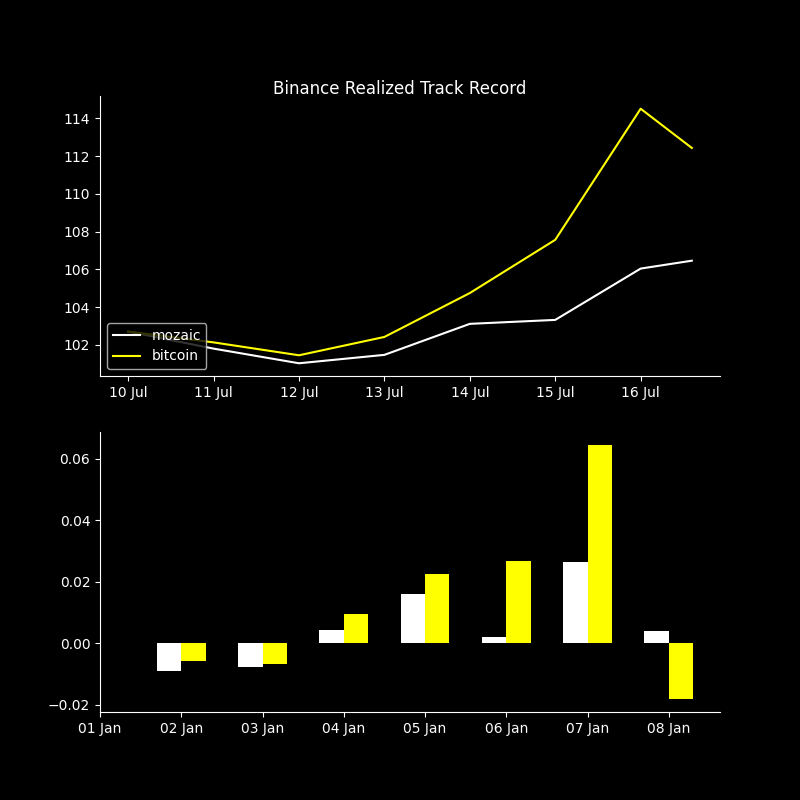 Binance Realized Track Record
114
112
110
108
106
104
102
mozaic
bitcoin
10 Jul 11 Jul 12 Jul 13 Jul 14 Jul 15 Jul 16 Jul
0.06
0.04
0.02
0.00
−0.02
01 Jan 02 Jan 03 Jan 04 Jan 05 Jan 06 Jan 07 Jan 08 Jan